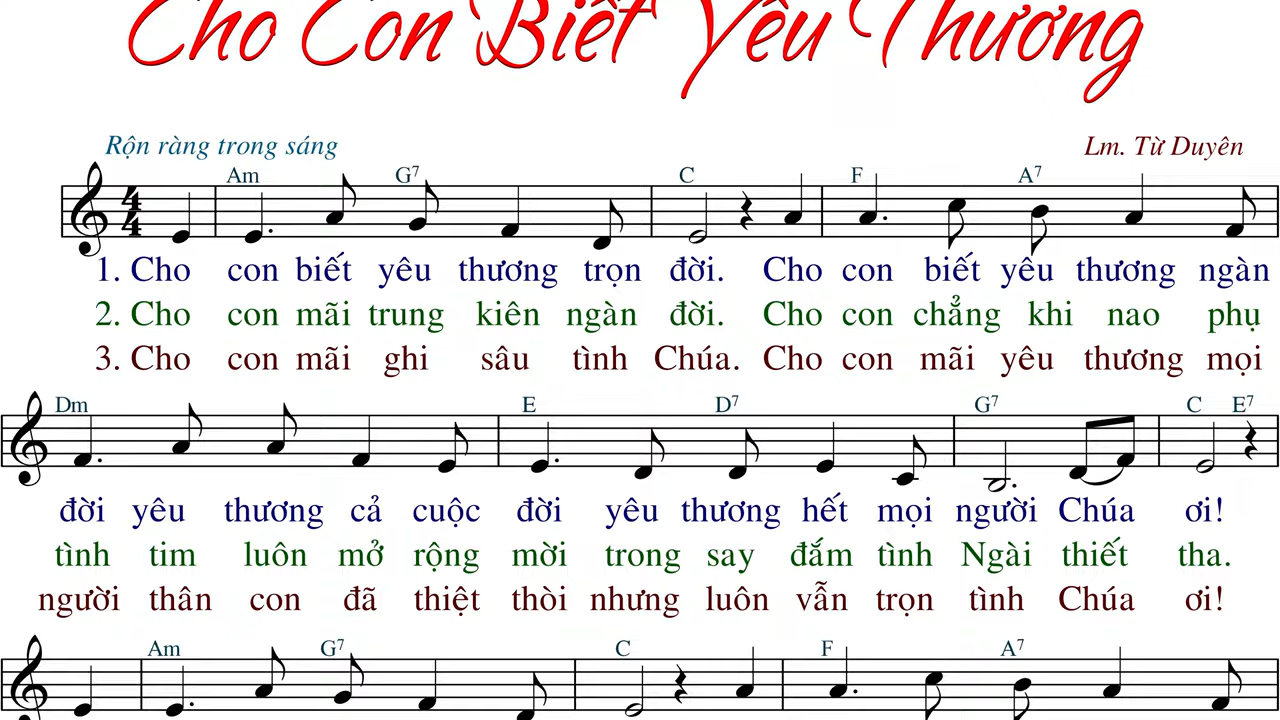 Cho Con Biết Yêu Thương
Rộn ràng trong sáng
Lm. Từ Duyên
4
4
Am G7 C F A7
1. Cho con biết yêu thương trọn đời. Cho con biết yêu thương ngàn
2. Cho con mãi trung kiên ngàn đời. Cho con chẳng khi nao phụ
3. Cho con mãi ghi sâu tình Chúa. Cho con mãi yêu thương mọi
Dm E D7 G7 C E7
đời yêu thương cả cuộc đời yêu thương hết mọi người Chúa ơi!
tình tim luôn mở rộng mời trong say đắm tình Ngài thiết tha.
người thân con đã thiệt thòi nhưng luôn vẫn trọn tình Chúa ơi!
Am G7 C F A7